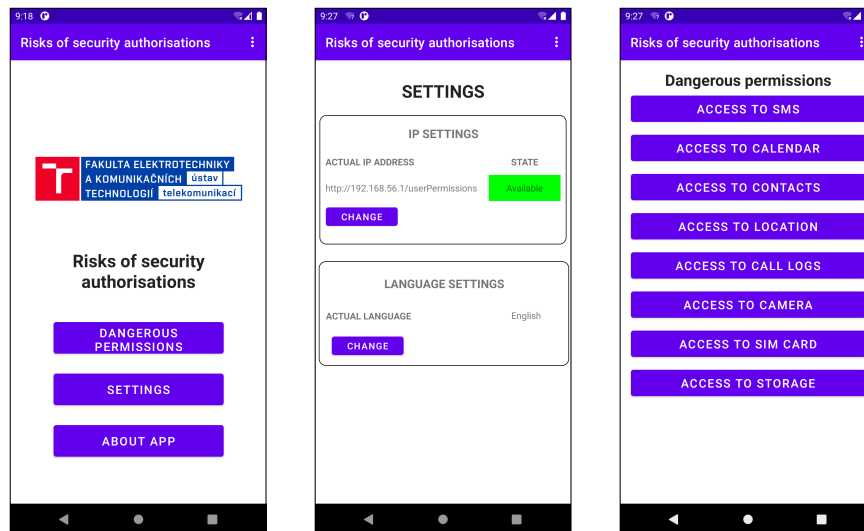 9:18
Risks of security authorisations
FAKULTA ELEKTROTECHNIKY
A KOMUNIKAČNÍCH ústav
TECHNOLOGIÍ telekomunikací
Risks of security
authorisations
DANGEROUS
PERMISSIONS
SETTINGS
ABOUT APP
9:27
Risks of security authorisations
SETTINGS
IP SETTINGS
ACTUAL IP ADDRESS STATE
http://192.168.56.1/userPermissions Available
CHANGE
LANGUAGE SETTINGS
ACTUAL LANGUAGE English
CHANGE
9:27
Risks of security authorisations
Dangerous permissions
ACCESS TO SMS
ACCESS TO CALENDAR
ACCESS TO CONTACTS
ACCESS TO LOCATION
ACCESS TO CALL LOGS
ACCESS TO CAMERA
ACCESS TO SIM CARD
ACCESS TO STORAGE